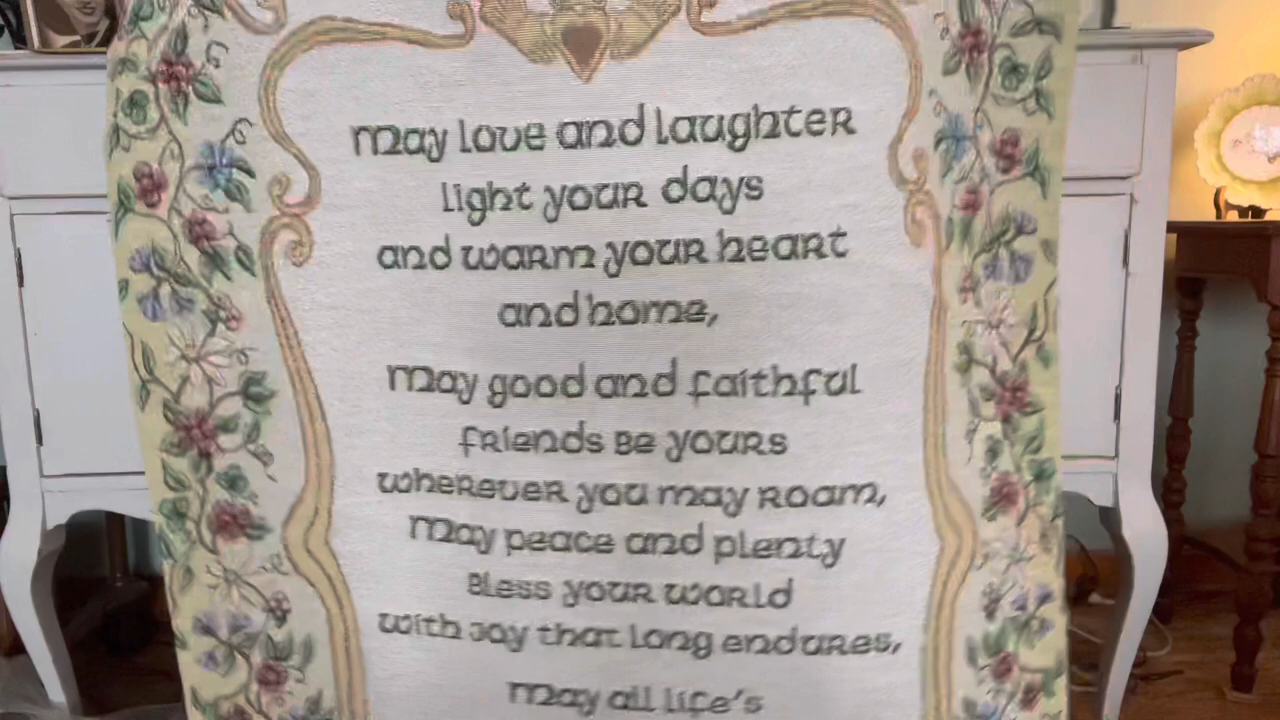 may love and laughter
light your days
and warm your heart
and home,
may good and faithful
friends be yours
wherever you may roam,
may peace and plenty
bless your world
with joy that long endures,
may all life's